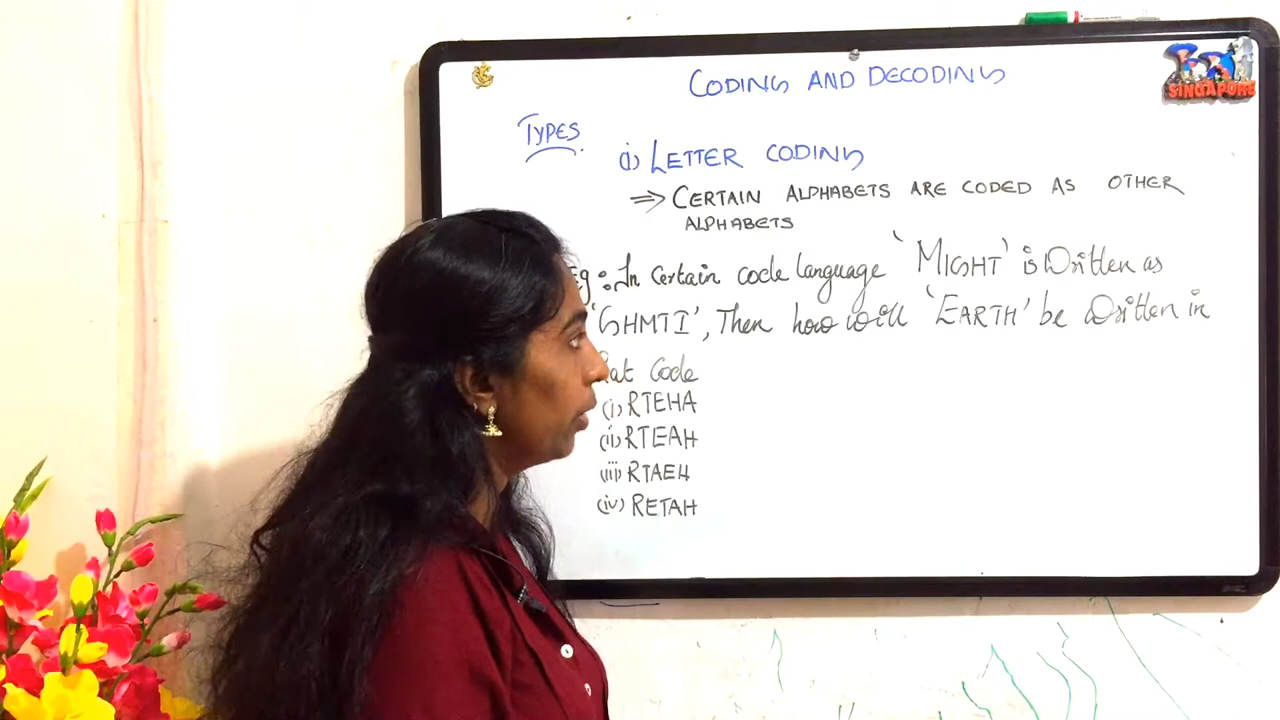 CODING AND DECODING
SINGAPORE
TYPES
(i) LETTER CODING
⇒ CERTAIN ALPHABETS ARE CODED AS OTHER
ALPHABETS
Eg: In certain code language 'MIGHT' is Written as
'GHMTI', Then how will 'EARTH' be Written in
Code
(i) RTEHA
(ii) RTEAH
(iii) RTAEH
(iv) RETAH